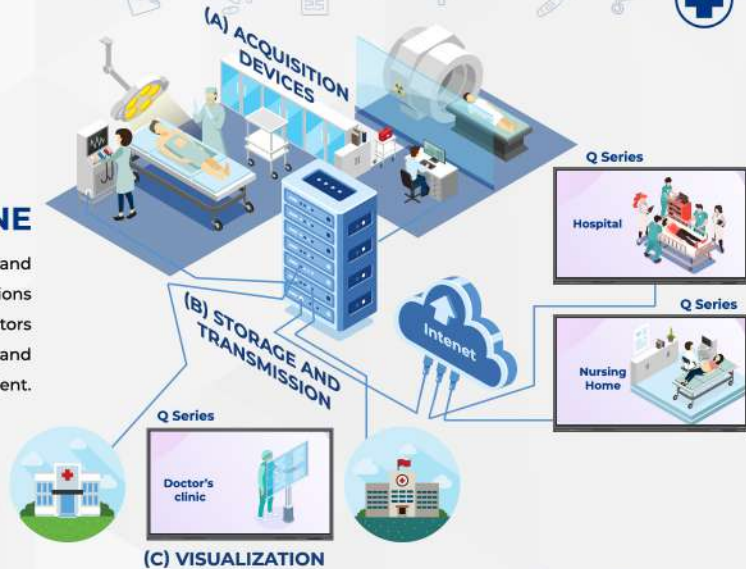 (A) ACQUISITION
DEVICES
Q Series
Hospital
NE
and
ions
tors
and
ent.
Q Series
Nursing
Home
Intenet
(B) STORAGE AND
TRANSMISSION
Q Series
Doctor's
clinic
(C) VISUALIZATION